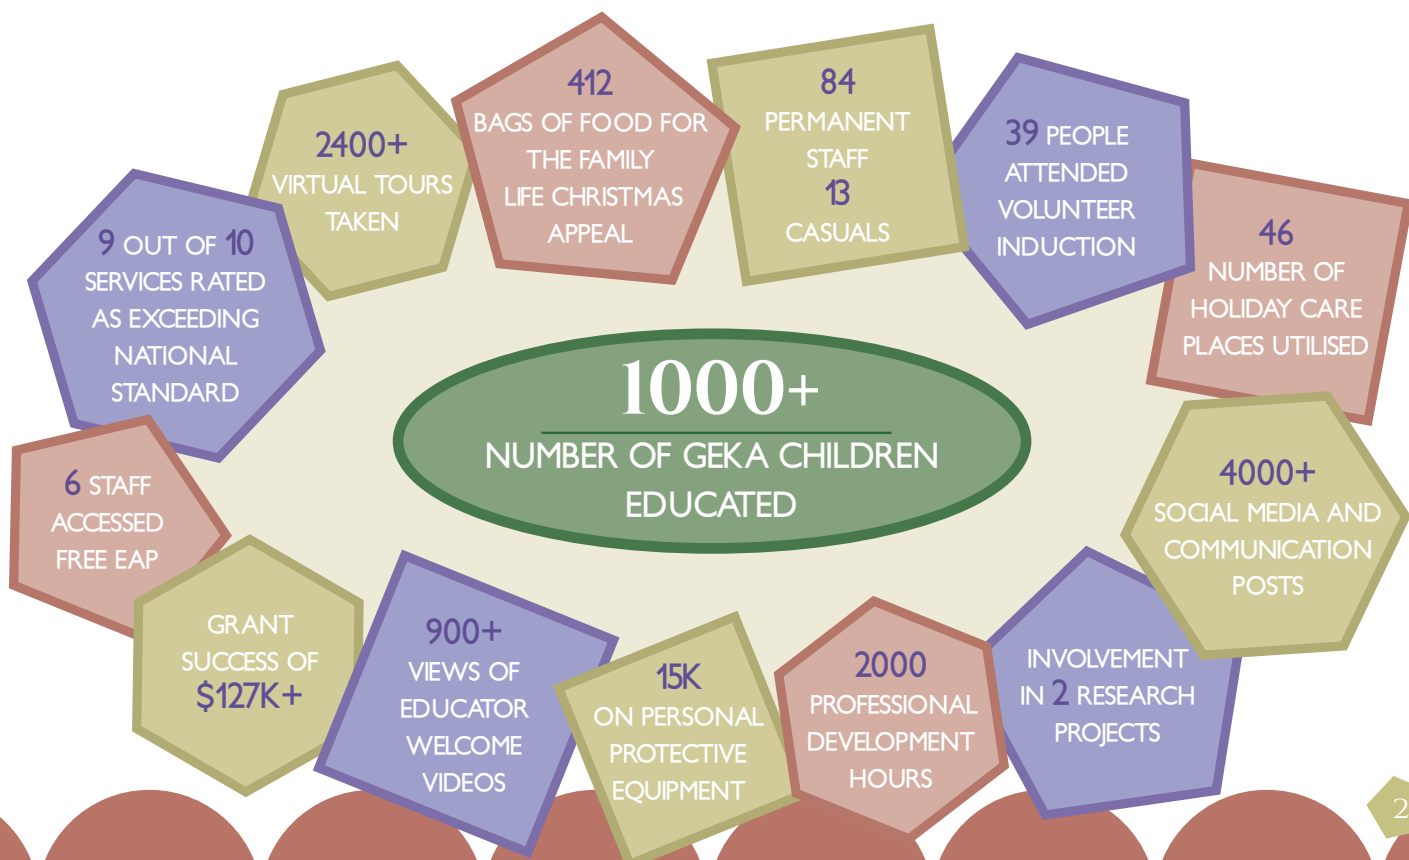 412
BAGS OF FOOD FOR
THE FAMILY
LIFE CHRISTMAS
APPEAL
84
PERMANENT
STAFF
13
CASUALS
39 PEOPLE
ATTENDED
VOLUNTEER
INDUCTION
2400+
VIRTUAL TOURS
TAKEN
46
NUMBER OF
HOLIDAY CARE
PLACES UTILISED
9 OUT OF 10
SERVICES RATED
AS EXCEEDING
NATIONAL
STANDARD
1000+
NUMBER OF GEKA CHILDREN
EDUCATED
6 STAFF
ACCESSED
FREE EAP
4000+
SOCIAL MEDIA AND
COMMUNICATION
POSTS
GRANT
SUCCESS OF
$127K+
900+
VIEWS OF
EDUCATOR
WELCOME
VIDEOS
15K
ON PERSONAL
PROTECTIVE
EQUIPMENT
2000
PROFESSIONAL
DEVELOPMENT
HOURS
INVOLVEMENT
IN 2 RESEARCH
PROJECTS
2